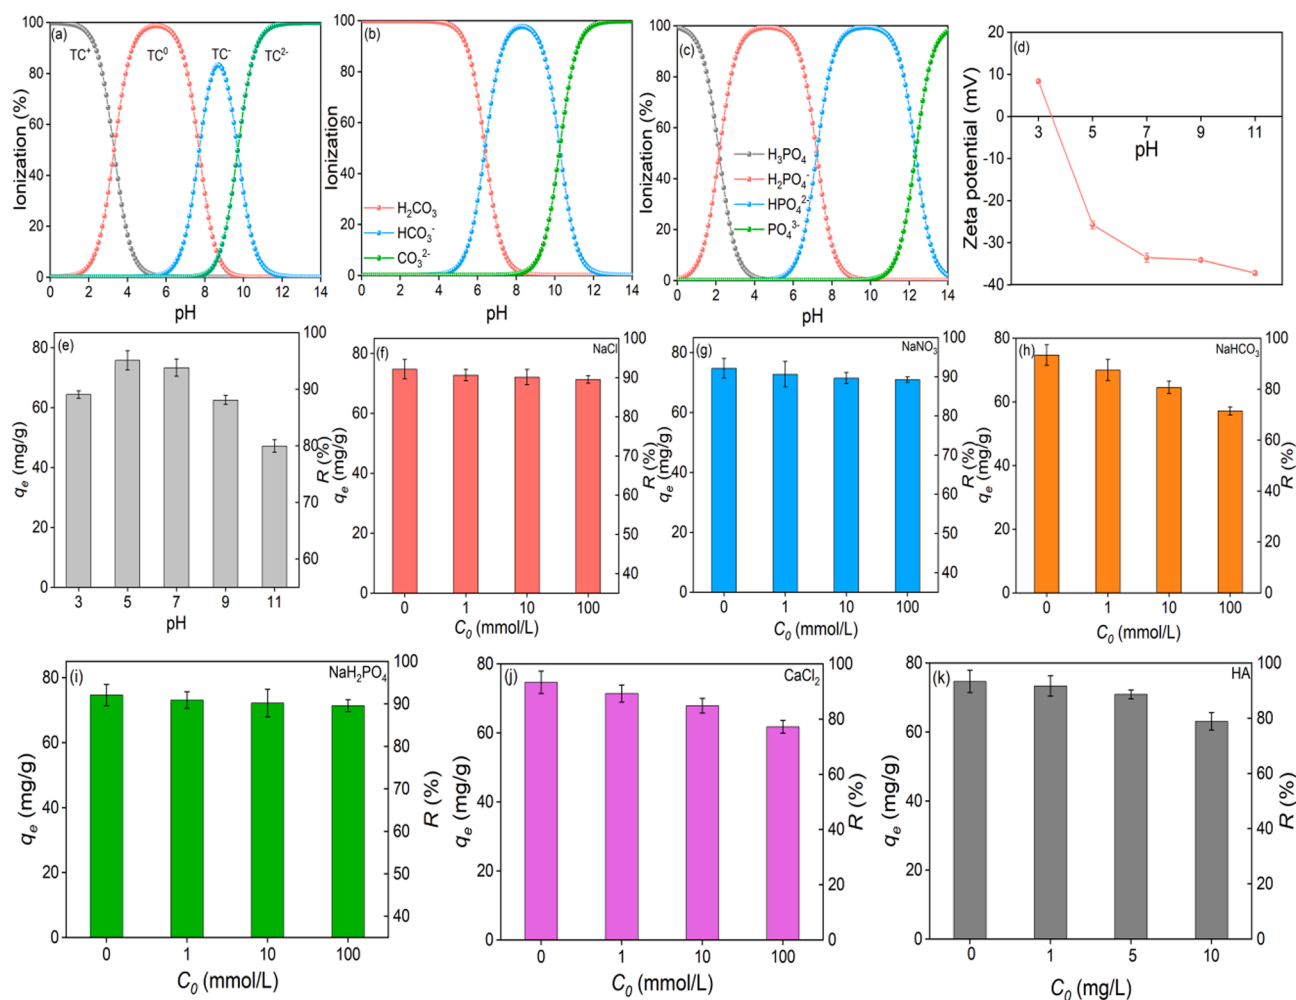 (a)
TC⁺
TC⁰
TC⁻
TC²⁻
Ionization (%)
100
80
60
40
20
0
0 2 4 6 8 10 12 14
pH
(b)
Ionization
100
80
60
40
20
0
H₂CO₃
HCO₃⁻
CO₃²⁻
0 2 4 6 8 10 12 14
pH
(c)
Ionization (%)
100
80
60
40
20
0
H₃PO₄
H₂PO₄⁻
HPO₄²⁻
PO₄³⁻
0 2 4 6 8 10 12 14
pH
(d)
Zeta potential (mV)
20
10
0
-10
-20
-30
-40
3 5 7 9 11
pH
(e)
qₑ (mg/g)
80
60
40
20
0
R (%)
100
90
80
70
60
3 5 7 9 11
pH
(f)
NaCl
qₑ (mg/g)
80
60
40
20
0
R (%)
100
90
80
70
60
50
40
0 1 10 100
C₀ (mmol/L)
(g)
NaNO₃
qₑ (mg/g)
80
60
40
20
0
R (%)
100
90
80
70
60
50
40
0 1 10 100
C₀ (mmol/L)
(h)
NaHCO₃
qₑ (mg/g)
80
60
40
20
0
R (%)
100
80
60
40
20
0
0 1 10 100
C₀ (mmol/L)
(i)
NaH₂PO₄
qₑ (mg/g)
80
60
40
20
0
R (%)
100
90
80
70
60
50
40
0 1 10 100
C₀ (mmol/L)
(j)
CaCl₂
qₑ (mg/g)
80
60
40
20
0
R (%)
100
80
60
40
20
0
0 1 10 100
C₀ (mmol/L)
(k)
HA
qₑ (mg/g)
80
60
40
20
0
R (%)
100
80
60
40
20
0
0 1 5 10
C₀ (mg/L)